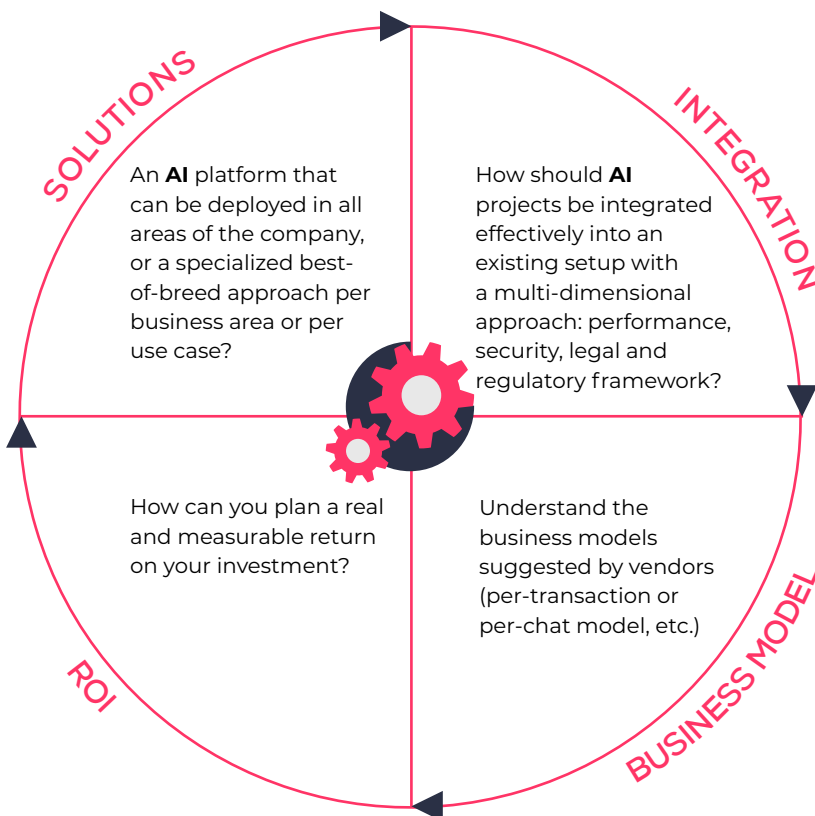 SOLUTIONS
An AI platform that
can be deployed in all
areas of the company,
or a specialized best-
of-breed approach per
business area or per
use case?
INTEGRATION
How should AI
projects be integrated
effectively into an
existing setup with
a multi-dimensional
approach: performance,
security, legal and
regulatory framework?
ROI
How can you plan a real
and measurable return
on your investment?
BUSINESS MODEL
Understand the
business models
suggested by vendors
(per-transaction or
per-chat model, etc.)